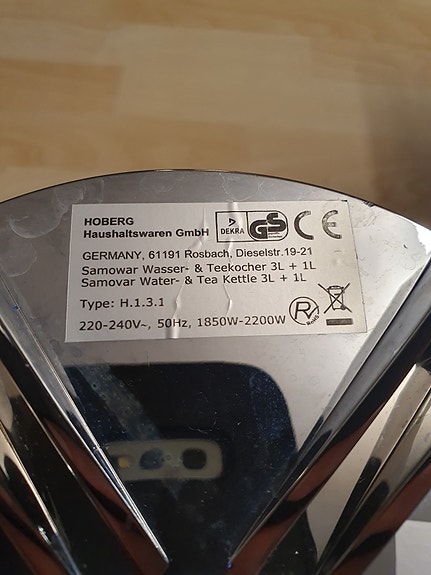 HOBERG
Haushaltswaren GmbH
DEKRA
GS
CE
GERMANY, 61191 Rosbach, Dieselstr.19-21
Samowar Wasser- & Teekocher 3L + 1L
Samovar Water- & Tea Kettle 3L + 1L
Type: H.1.3.1
220-240V~, 50Hz, 1850W-2200W
R
RoHS